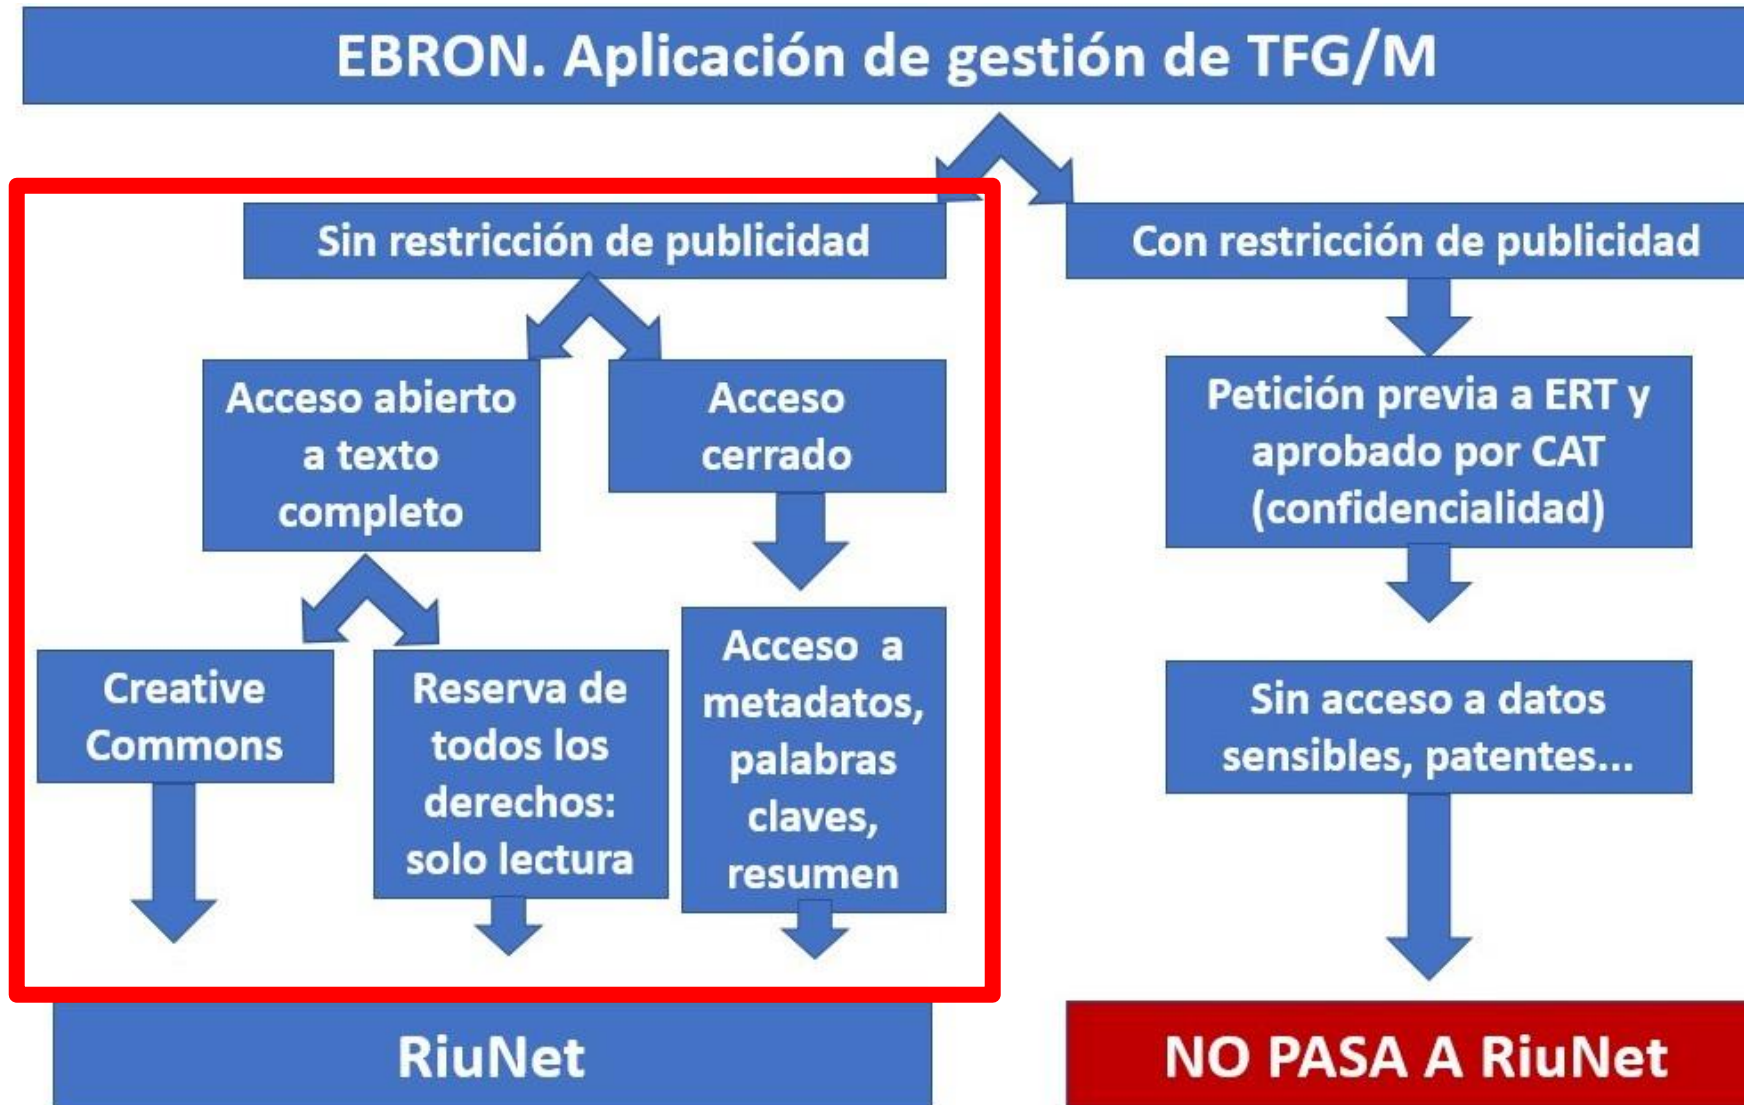 EBRON. Aplicación de gestión de TFG/M
Sin restricción de publicidad
Con restricción de publicidad
Acceso abierto
a texto
completo
Acceso
cerrado
Petición previa a ERT y
aprobado por CAT
(confidencialidad)
Creative
Commons
Reserva de
todos los
derechos:
solo lectura
Acceso a
metadatos,
palabras
claves,
resumen
Sin acceso a datos
sensibles, patentes...
RiuNet
NO PASA A RiuNet